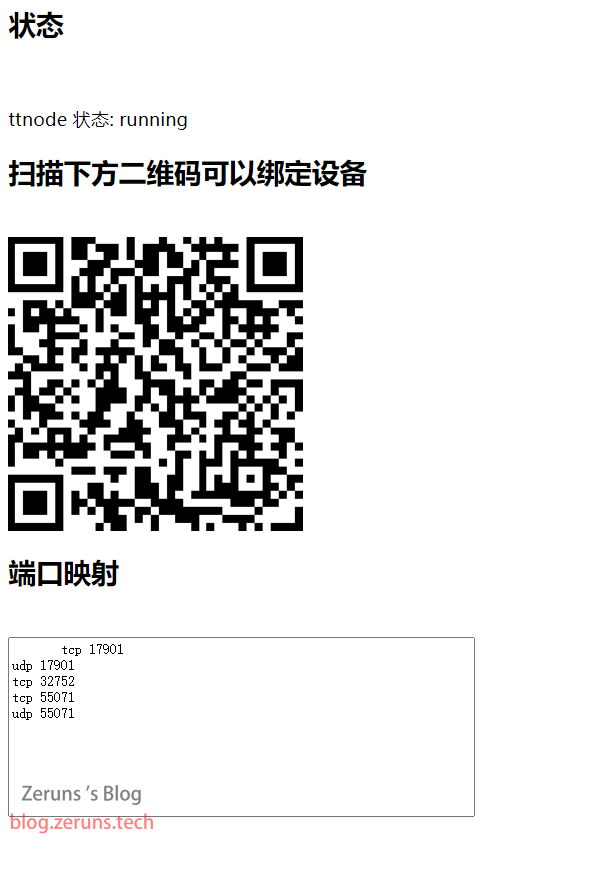 状态
ttnode 状态: running
扫描下方二维码可以绑定设备
端口映射
tcp 17901
udp 17901
tcp 32752
tcp 55071
udp 55071
Zeruns 's Blog
blog.zeruns.tech